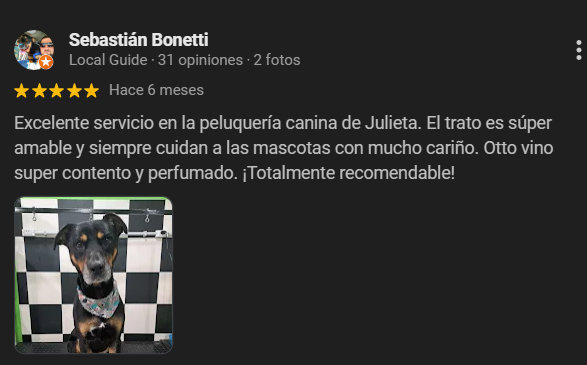 Sebastián Bonetti
Local Guide · 31 opiniones · 2 fotos
Hace 6 meses
Excelente servicio en la peluquería canina de Julieta. El trato es súper
amable y siempre cuidan a las mascotas con mucho cariño. Otto vino
super contento y perfumado. ¡Totalmente recomendable!